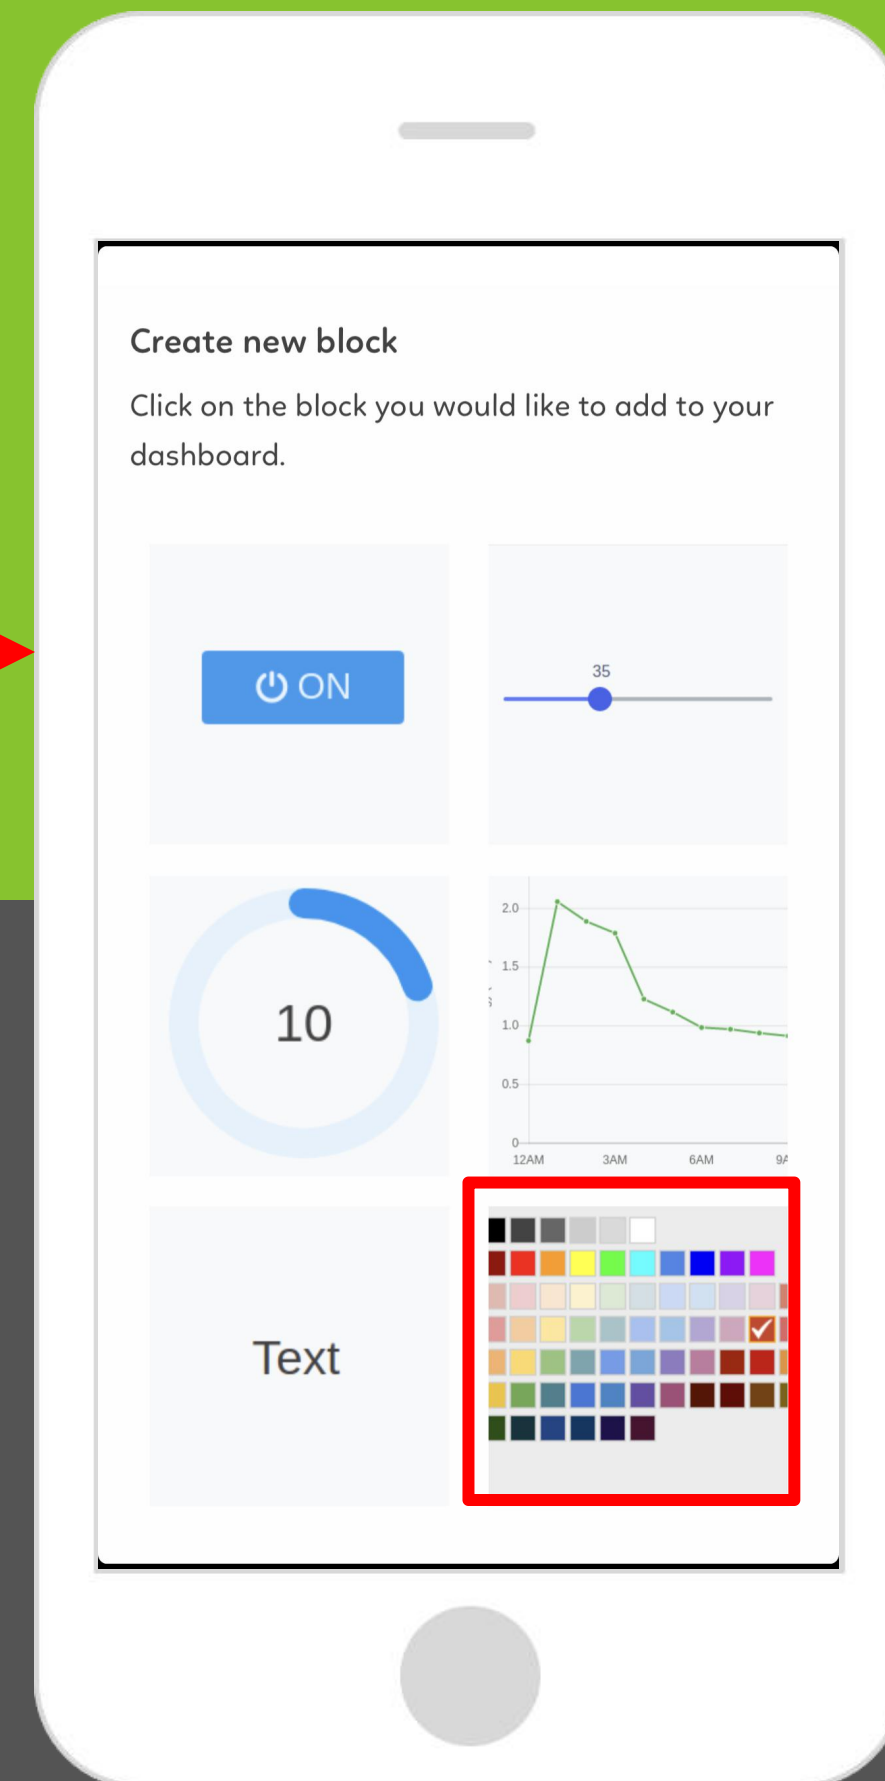 Create new block
Click on the block you would like to add to your
dashboard.
ON
35
10
2.0
1.5
1.0
0.5
0
12AM 3AM 6AM 9A
Text